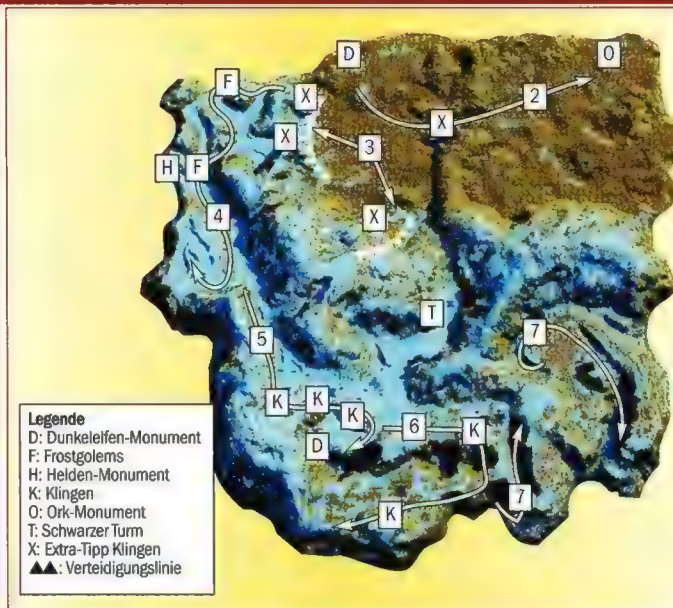 D
O
F
X
2
X
X
3
H
F
X
4
T
7
5
K
K
K
6
K
D
7
K
Legende
D: Dunkelelfen-Monument
F: Frostgolems
H: Helden-Monument
K: Klingen
O: Ork-Monument
T: Schwarzer Turm
X: Extra-Tipp Klingen
▲▲: Verteidigungslinie